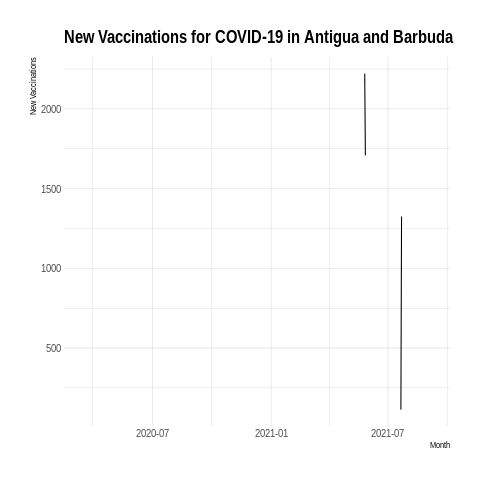 New Vaccinations for COVID-19 in Antigua and Barbuda
New Vaccinations
2000
1500
1000
500
2020-07
2021-01
2021-07
Month